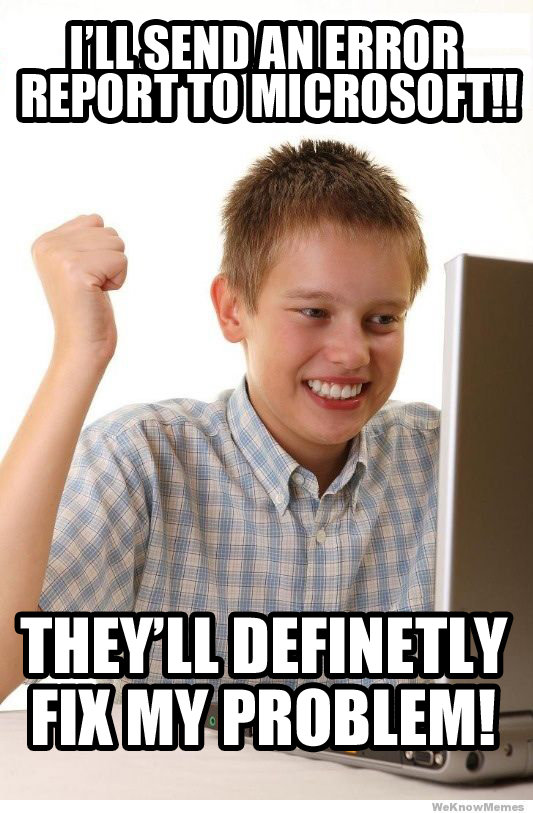 I'LL SEND AN ERROR
REPORT TO MICROSOFT!!
THEY'LL DEFINETLY
FIX MY PROBLEM!
WeKnowMemes